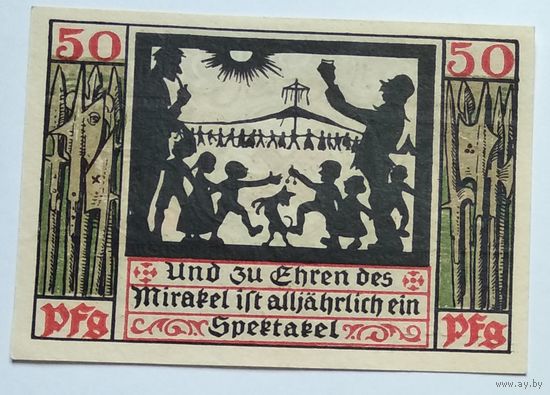 50
50
Und zu Ehren des
Mirakel ist alljährlich ein
Spektakel
Pfg
Pfg
www.ay.by